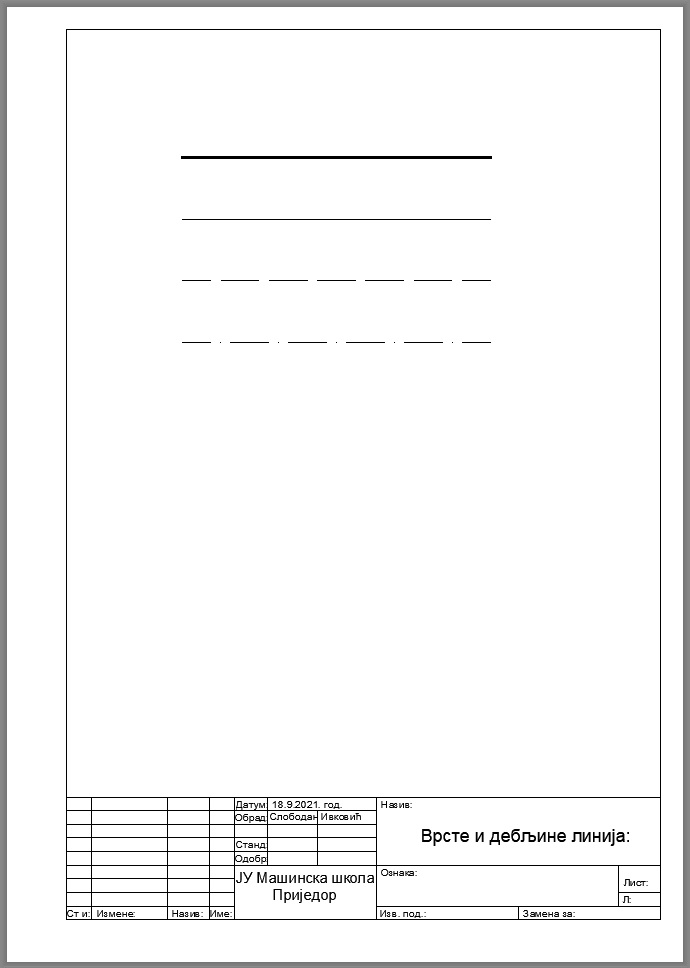 Датум: 18.9.2021. год.
Обрад: Слободан Ивковић
Станд:
Одобр:
ЈУ Машинска школа
Приједор
Ст и: Измене: Назив: Име:
Назив:
Врсте и дебљине линија:
Ознака:
Лист:
Л:
Изв. под.: Замена за: